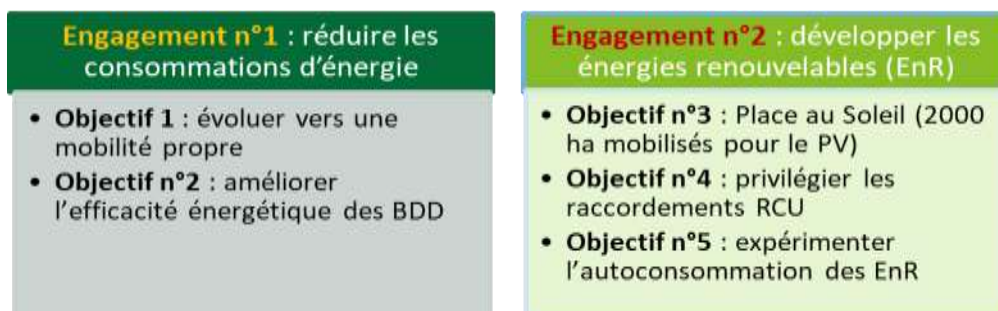 Engagement n°1 : réduire les
consommations d'énergie
• Objectif 1 : évoluer vers une
mobilité propre
• Objectif n°2 : améliorer
l'efficacité énergétique des BDD
Engagement n°2 : développer les
énergies renouvelables (EnR)
• Objectif n°3 : Place au Soleil (2000
ha mobilisés pour le PV)
• Objectif n°4 : privilégier les
raccordements RCU
• Objectif n°5 : expérimenter
l'autoconsommation des EnR